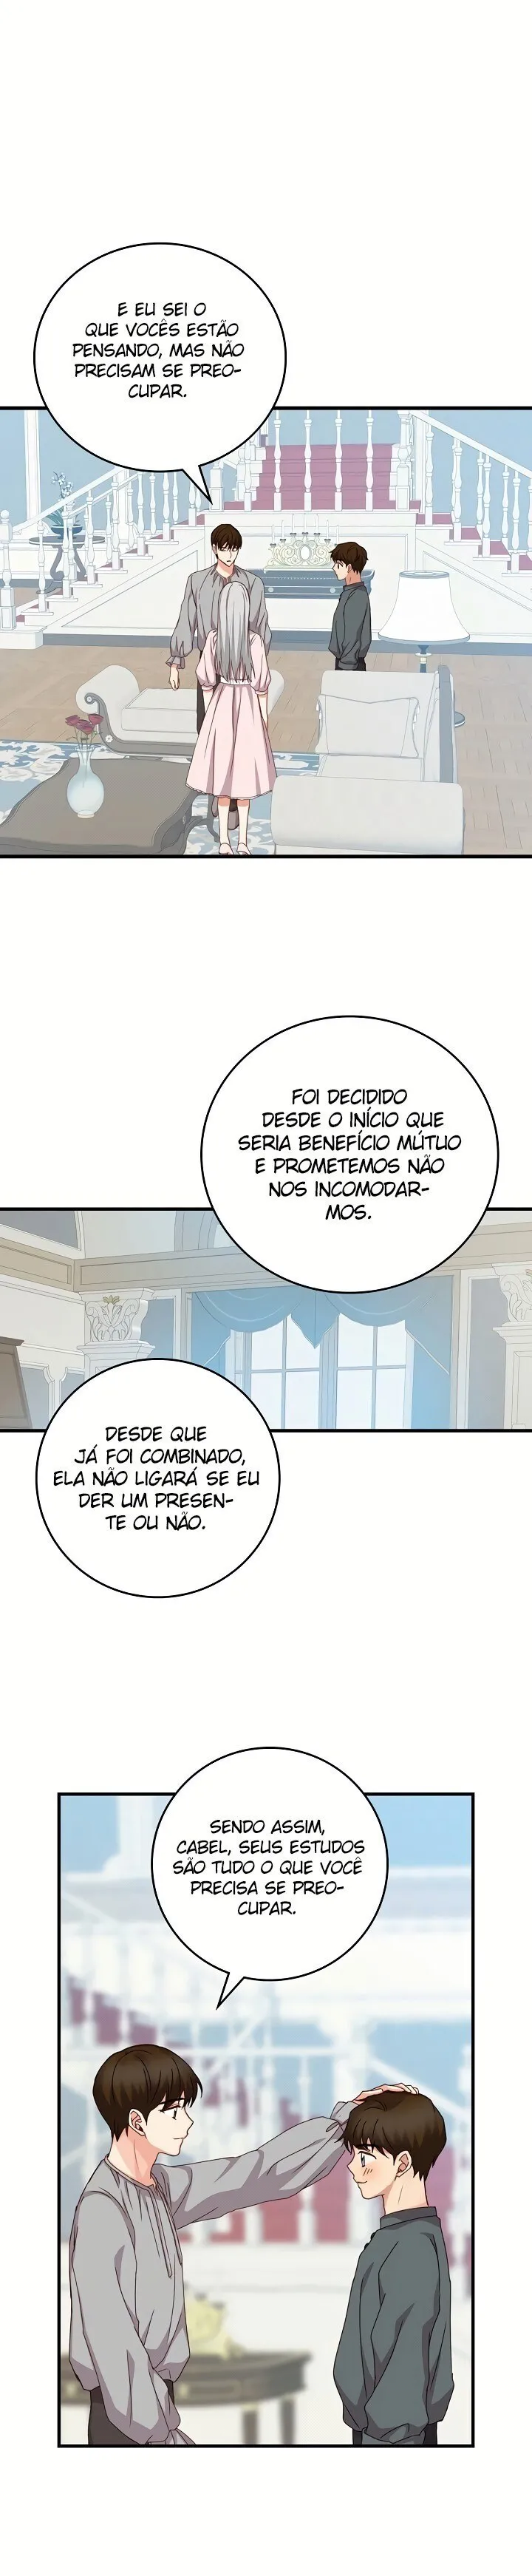 E EU SEI O
QUE VOCÊS ESTÃO
PENSANDO, MAS NÃO
PRECISAM SE PREO-
CUPAR.
FOI DECIDIDO
DESDE O INÍCIO QUE
SERIA BENEFÍCIO MÚTUO
E PROMETEMOS NÃO
NOS INCOMODAR-
MOS.
DESDE QUE
JÁ FOI COMBINADO,
ELA NÃO LIGARÁ SE EU
DER UM PRESEN-
TE OU NÃO.
SENDO ASSIM,
CABEL, SEUS ESTUDOS
SÃO TUDO O QUE VOCÊ
PRECISA SE PREO-
CUPAR.